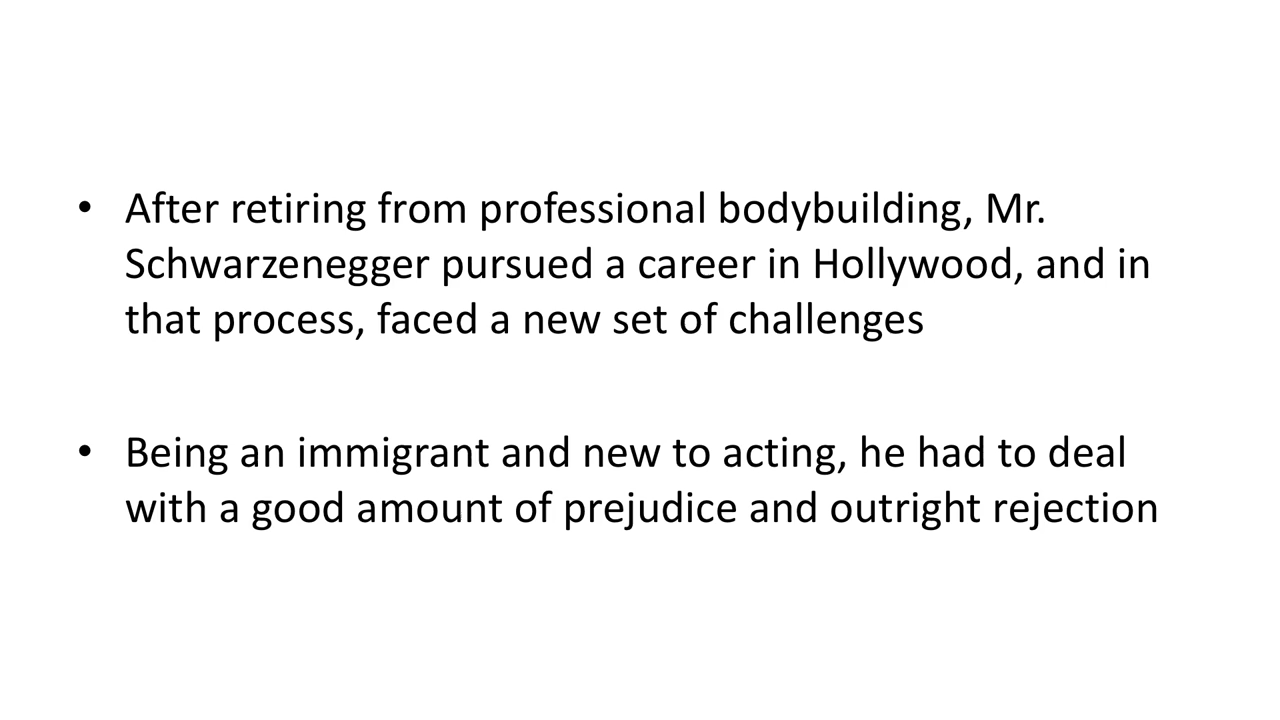 • After retiring from professional bodybuilding, Mr.
Schwarzenegger pursued a career in Hollywood, and in
that process, faced a new set of challenges
• Being an immigrant and new to acting, he had to deal
with a good amount of prejudice and outright rejection